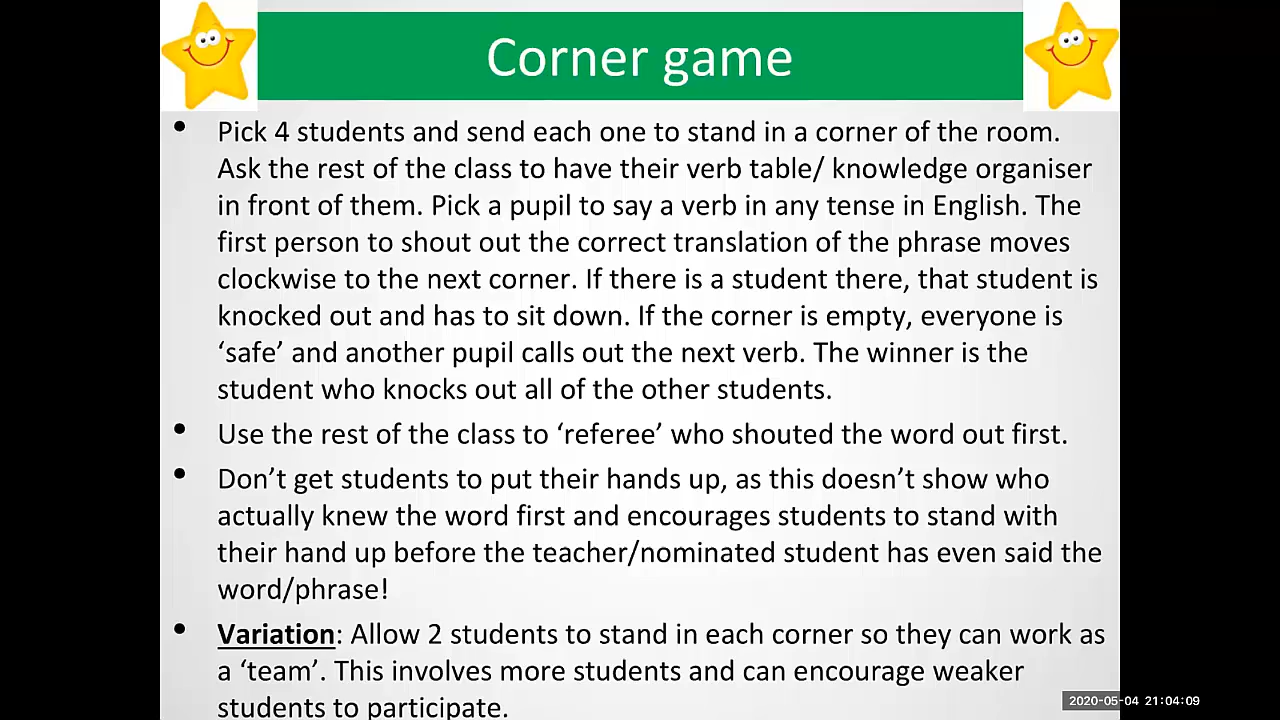 Corner game
• Pick 4 students and send each one to stand in a corner of the room.
Ask the rest of the class to have their verb table/ knowledge organiser
in front of them. Pick a pupil to say a verb in any tense in English. The
first person to shout out the correct translation of the phrase moves
clockwise to the next corner. If there is a student there, that student is
knocked out and has to sit down. If the corner is empty, everyone is
‘safe’ and another pupil calls out the next verb. The winner is the
student who knocks out all of the other students.
• Use the rest of the class to ‘referee’ who shouted the word out first.
• Don’t get students to put their hands up, as this doesn’t show who
actually knew the word first and encourages students to stand with
their hand up before the teacher/nominated student has even said the
word/phrase!
• Variation: Allow 2 students to stand in each corner so they can work as
a ‘team’. This involves more students and can encourage weaker
students to participate.
2020-05-04 21:04:09